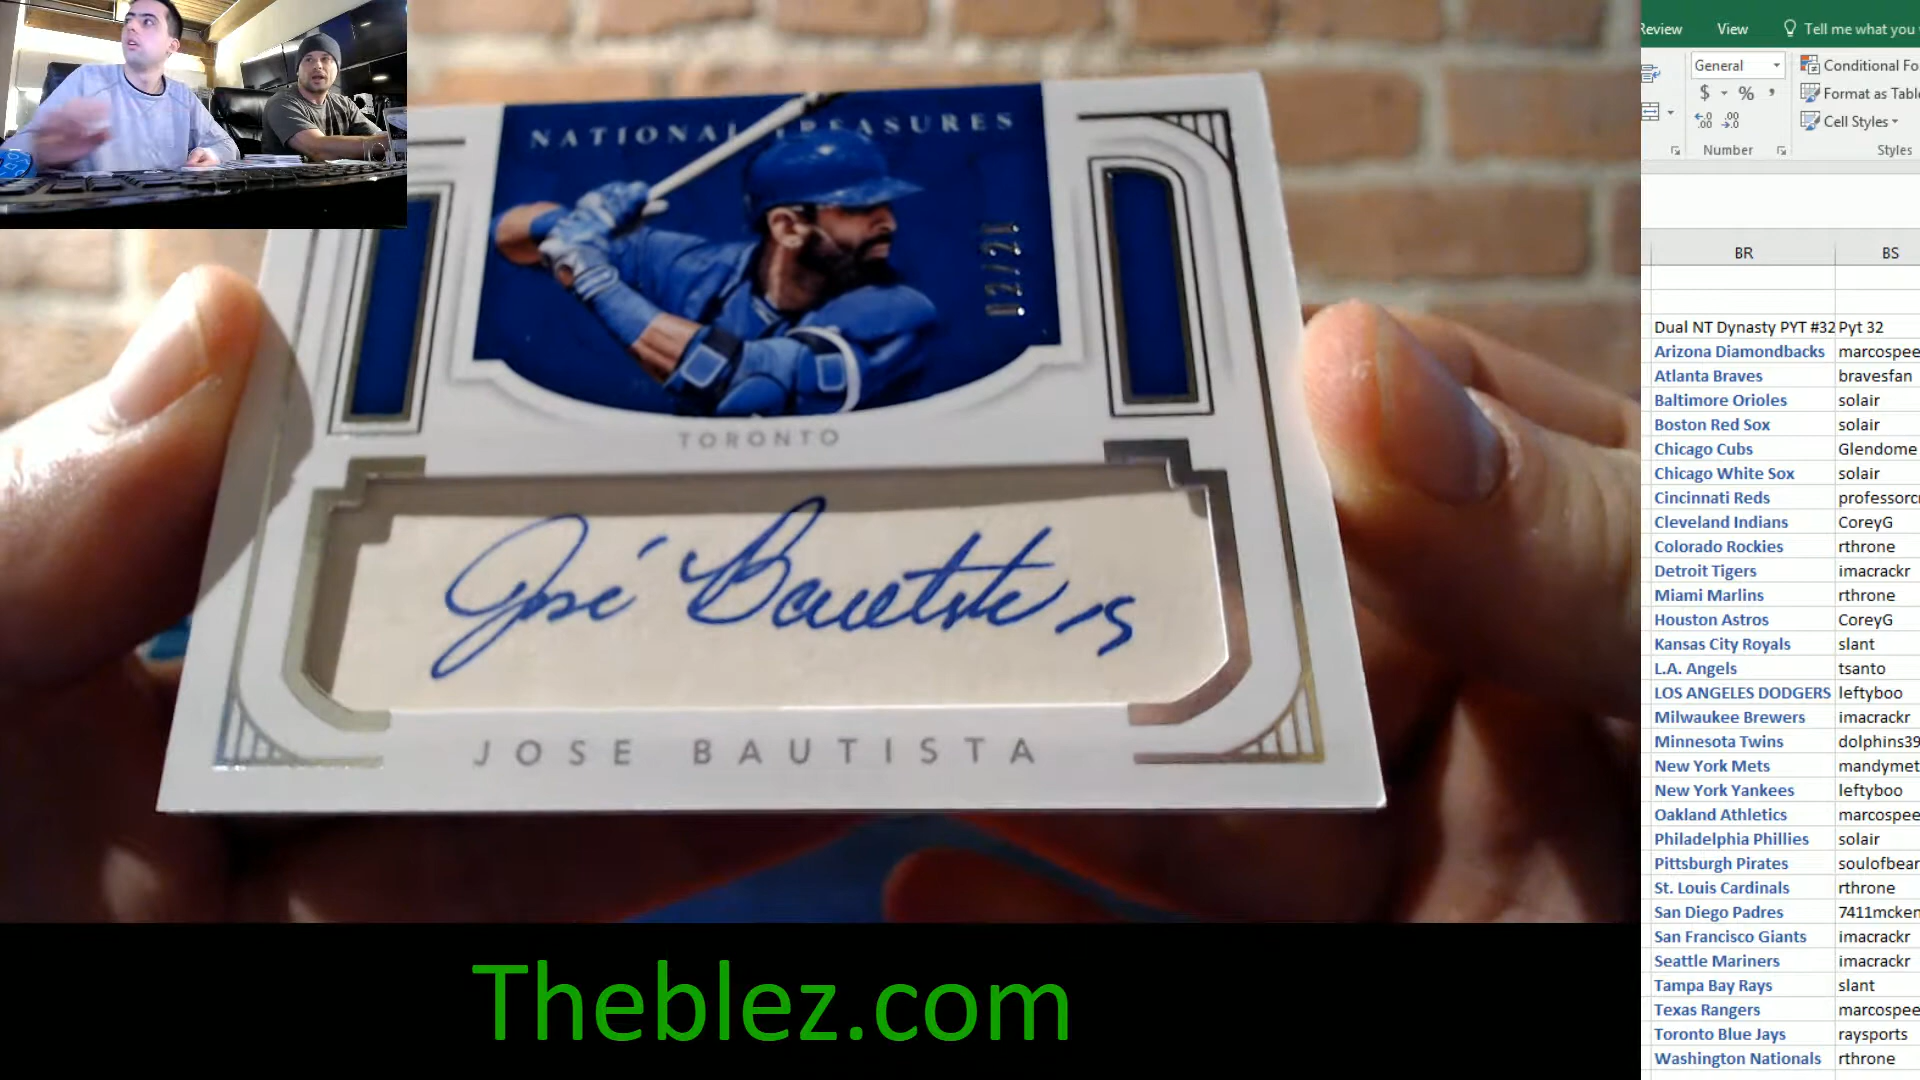 NATIONAL TREASURES
TORONTO
José Bautista 19
JOSE BAUTISTA
Theblez.com
Review View Tell me what you
General
Conditional Fo
$ % ,
Format as Table
Cell Styles
Number
Styles
BR BS
Dual NT Dynasty PYT #32 Pyt 32
Arizona Diamondbacks marcospee
Atlanta Braves bravesfan
Baltimore Orioles solair
Boston Red Sox solair
Chicago Cubs Glendome
Chicago White Sox solair
Cincinnati Reds professorcr
Cleveland Indians CoreyG
Colorado Rockies rthrone
Detroit Tigers imacrackr
Miami Marlins rthrone
Houston Astros CoreyG
Kansas City Royals slant
L.A. Angels tsanto
LOS ANGELES DODGERS leftyboo
Milwaukee Brewers imacrackr
Minnesota Twins dolphins39
New York Mets mandymet
New York Yankees leftyboo
Oakland Athletics marcospee
Philadelphia Phillies solair
Pittsburgh Pirates soulofbear
St. Louis Cardinals rthrone
San Diego Padres 7411mcken
San Francisco Giants imacrackr
Seattle Mariners imacrackr
Tampa Bay Rays slant
Texas Rangers marcospee
Toronto Blue Jays raysports
Washington Nationals rthrone